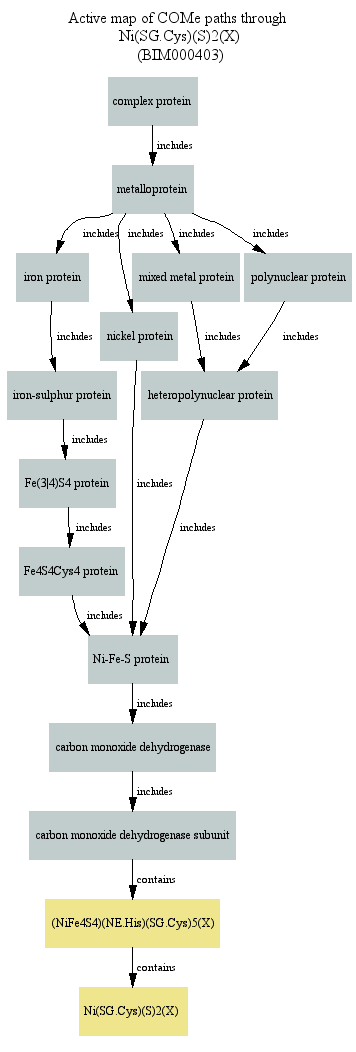 Active map of COMe paths through
Ni(SG.Cys)(S)2(X)
(BIM000403)
complex protein
includes
metalloprotein
includes
includes
includes
includes
iron protein
mixed metal protein
polynuclear protein
nickel protein
includes
includes
includes
iron-sulphur protein
heteropolynuclear protein
includes
Fe(3|4)S4 protein
includes
includes
includes
Fe4S4Cys4 protein
includes
Ni-Fe-S protein
includes
carbon monoxide dehydrogenase
includes
carbon monoxide dehydrogenase subunit
contains
(NiFe4S4)(NE.His)(SG.Cys)5(X)
contains
Ni(SG.Cys)(S)2(X)